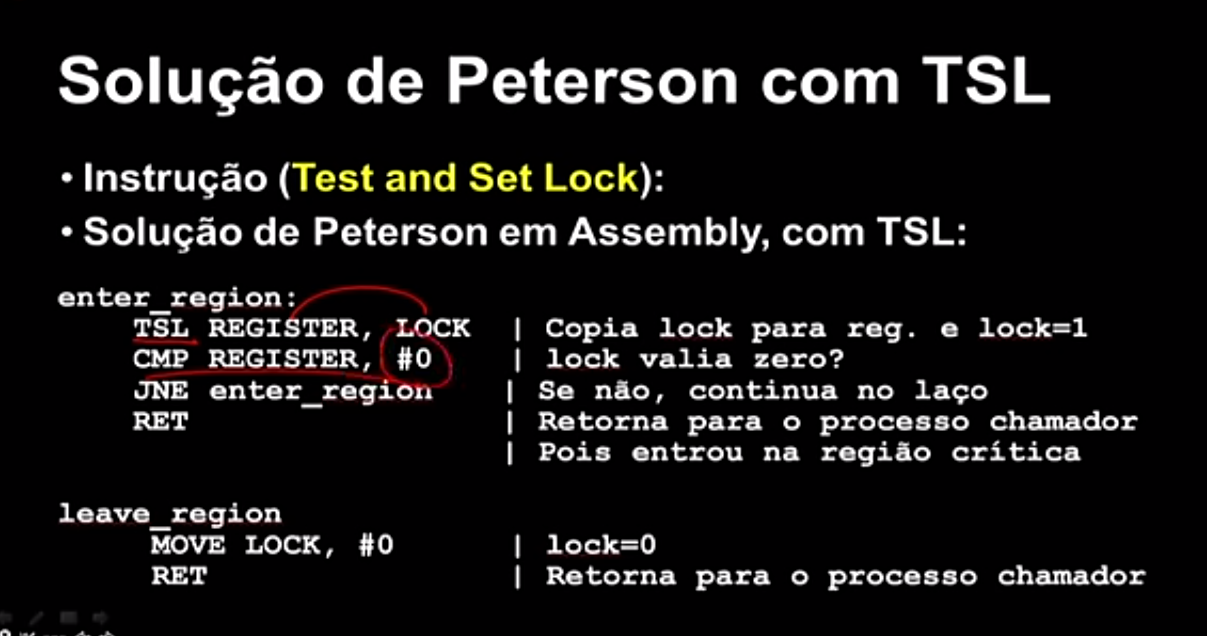 Solução de Peterson com TSL
• Instrução (Test and Set Lock):
• Solução de Peterson em Assembly, com TSL:
enter_region:
TSL REGISTER, LOCK | Copia lock para reg. e lock=1
CMP REGISTER, #0 | lock valia zero?
JNE enter_region | Se não, continua no laço
RET | Retorna para o processo chamador
| Pois entrou na região crítica
leave_region
MOVE LOCK, #0 | lock=0
RET | Retorna para o processo chamador